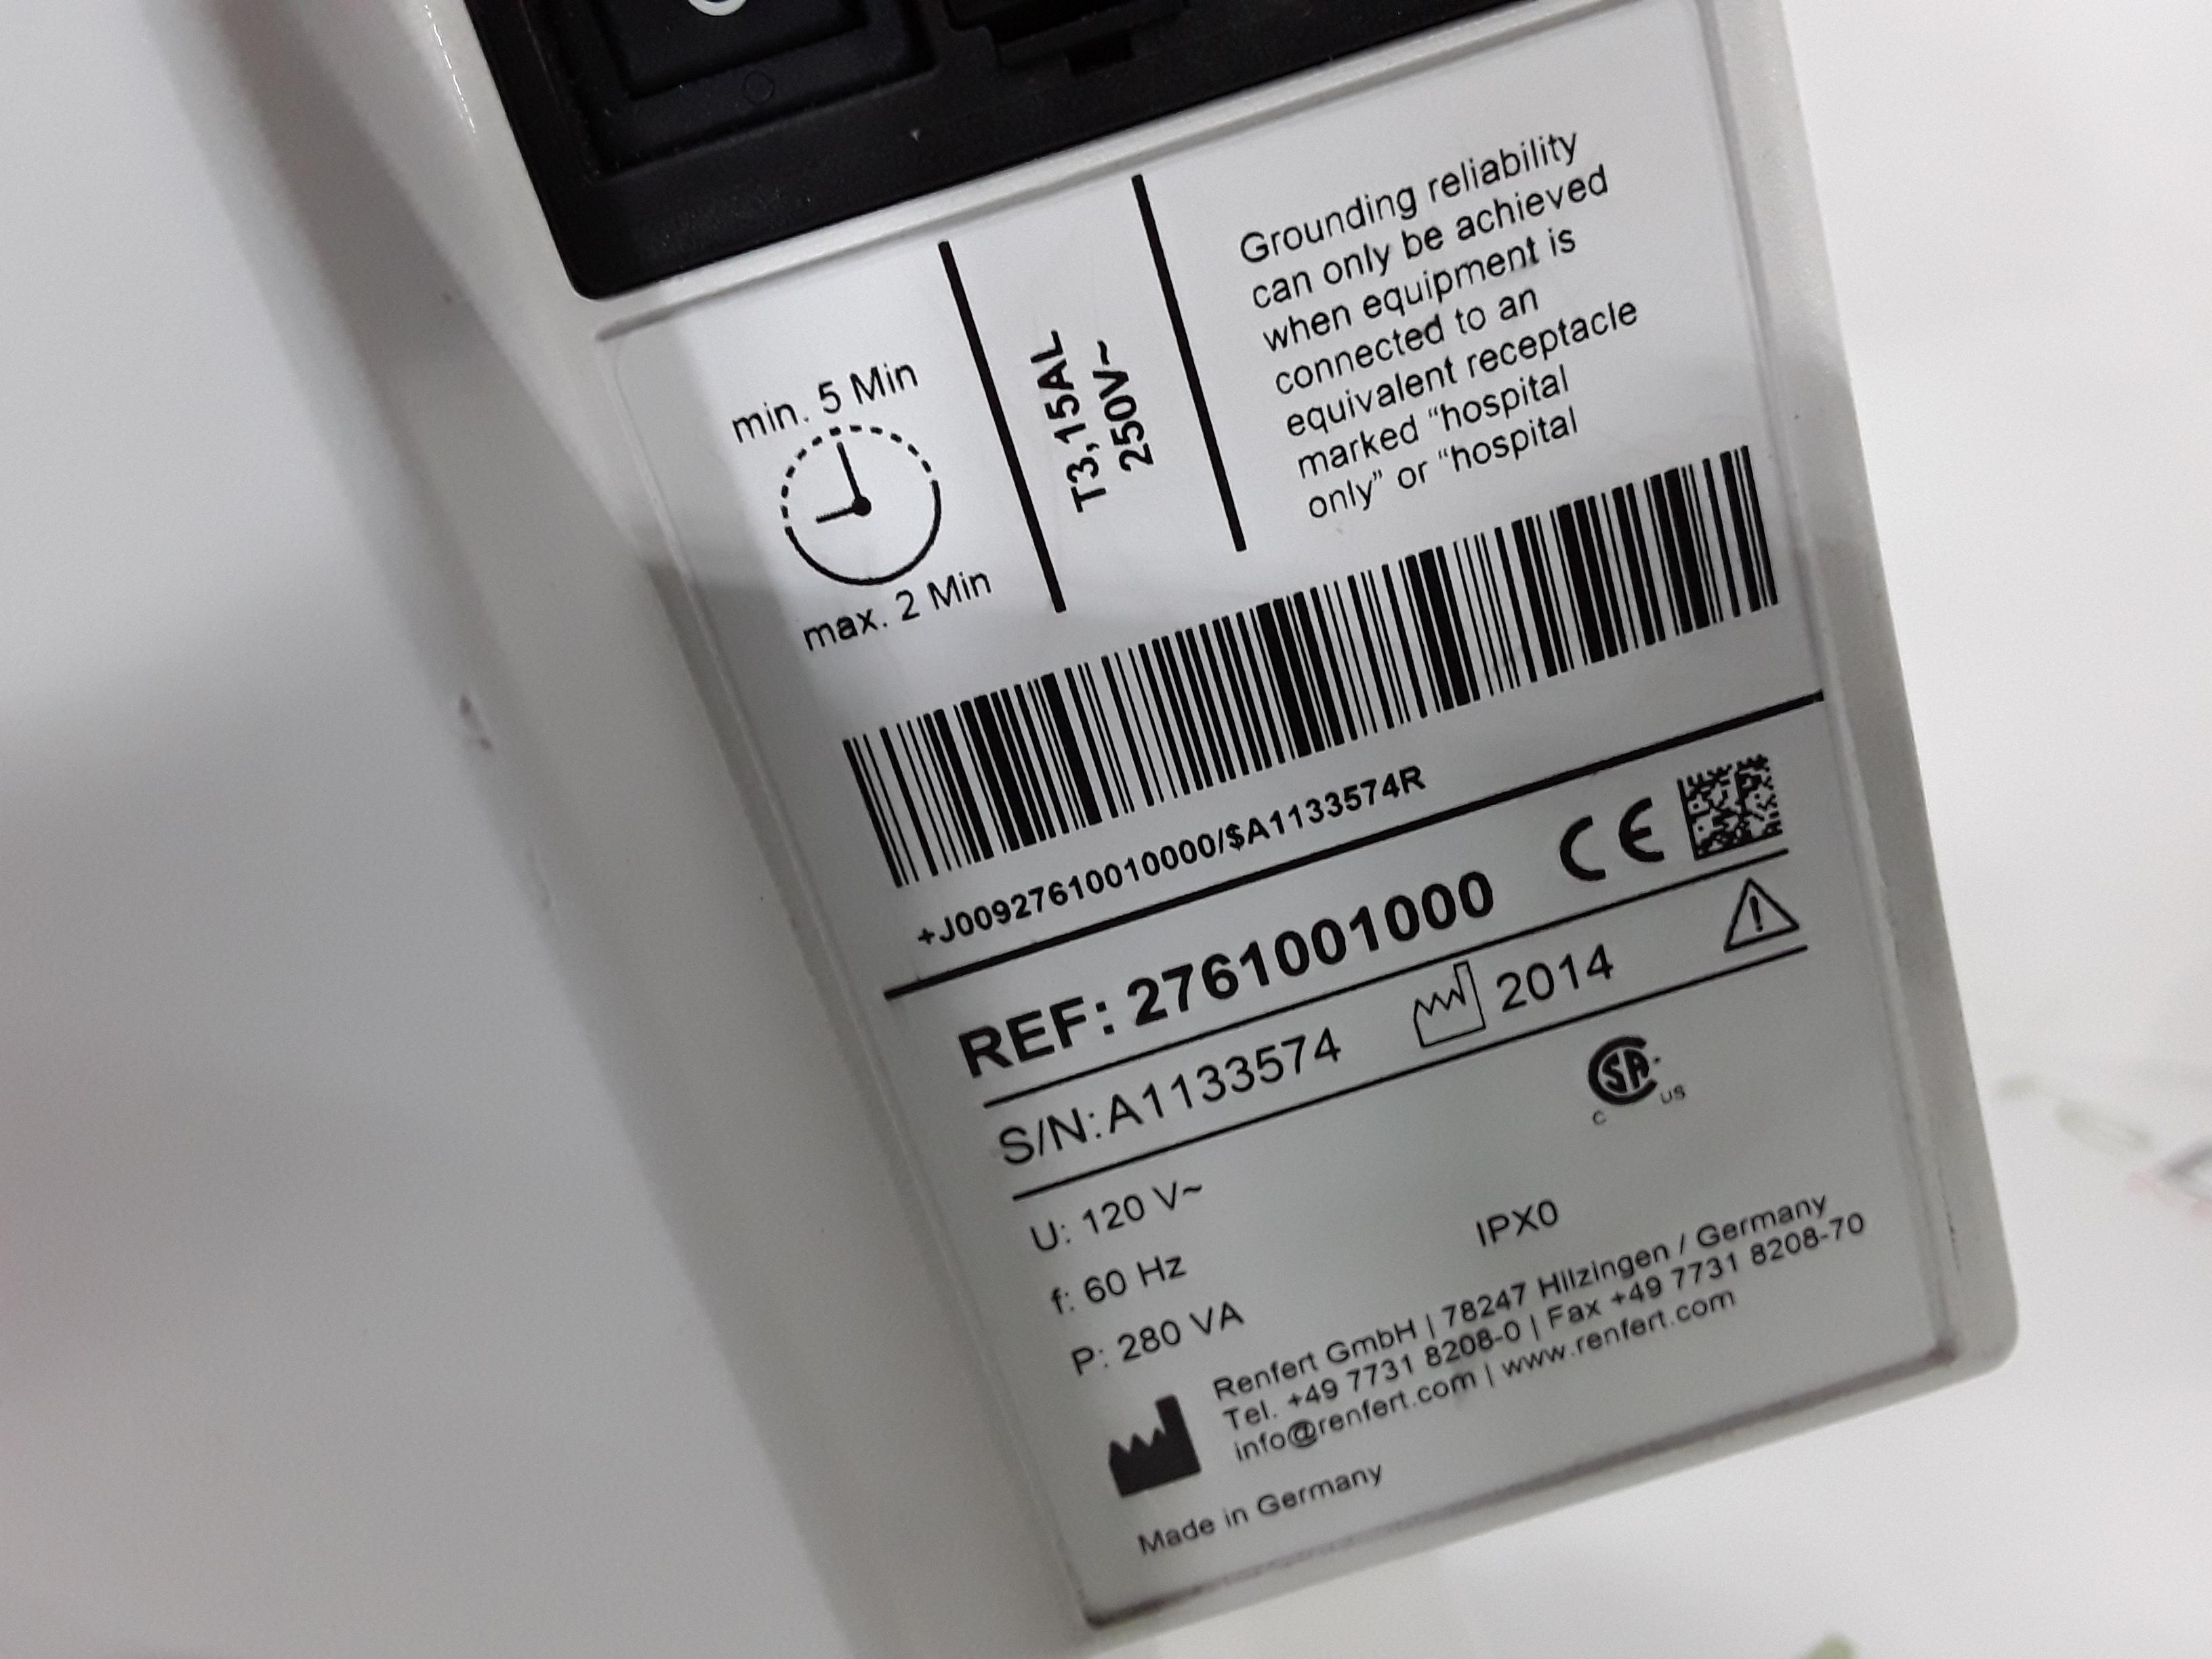 min. 5 Min
max. 2 Min
T3,15AL
250V~
Grounding reliability
can only be achieved
when equipment is
connected to an
equivalent receptacle
marked “hospital
only” or “hospital
+J00927610010000/$A1133574R
REF: 2761001000 CE
S/N: A1133574 2014
CSA
C US
U: 120 V~
f: 60 Hz
P: 280 VA
IPX0
Renfert GmbH | 78247 Hilzingen / Germany
Tel. +49 7731 8208-0 | Fax +49 7731 8208-70
info@renfert.com | www.renfert.com
Made in Germany